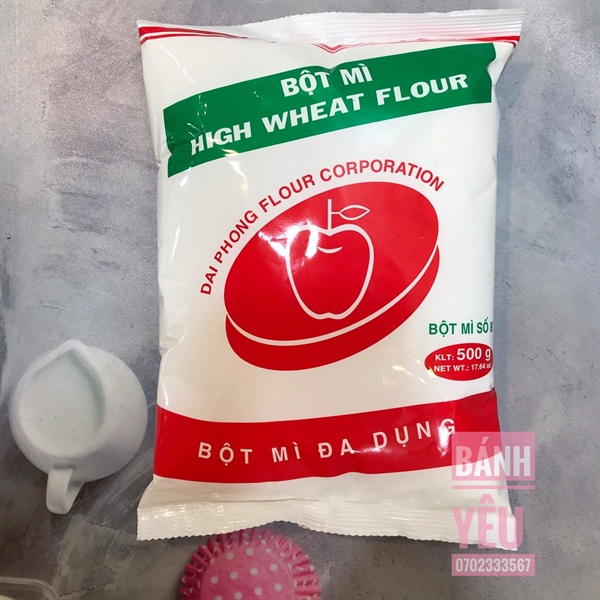 BỘT MÌ
HIGH WHEAT FLOUR
DAI PHONG FLOUR CORPORATION
BỘT MÌ SỐ 8
KLT: 500 g
NET WT.: 17.64 oz
BỘT MÌ ĐA DỤNG
BÁNH
YÊU
0702333567